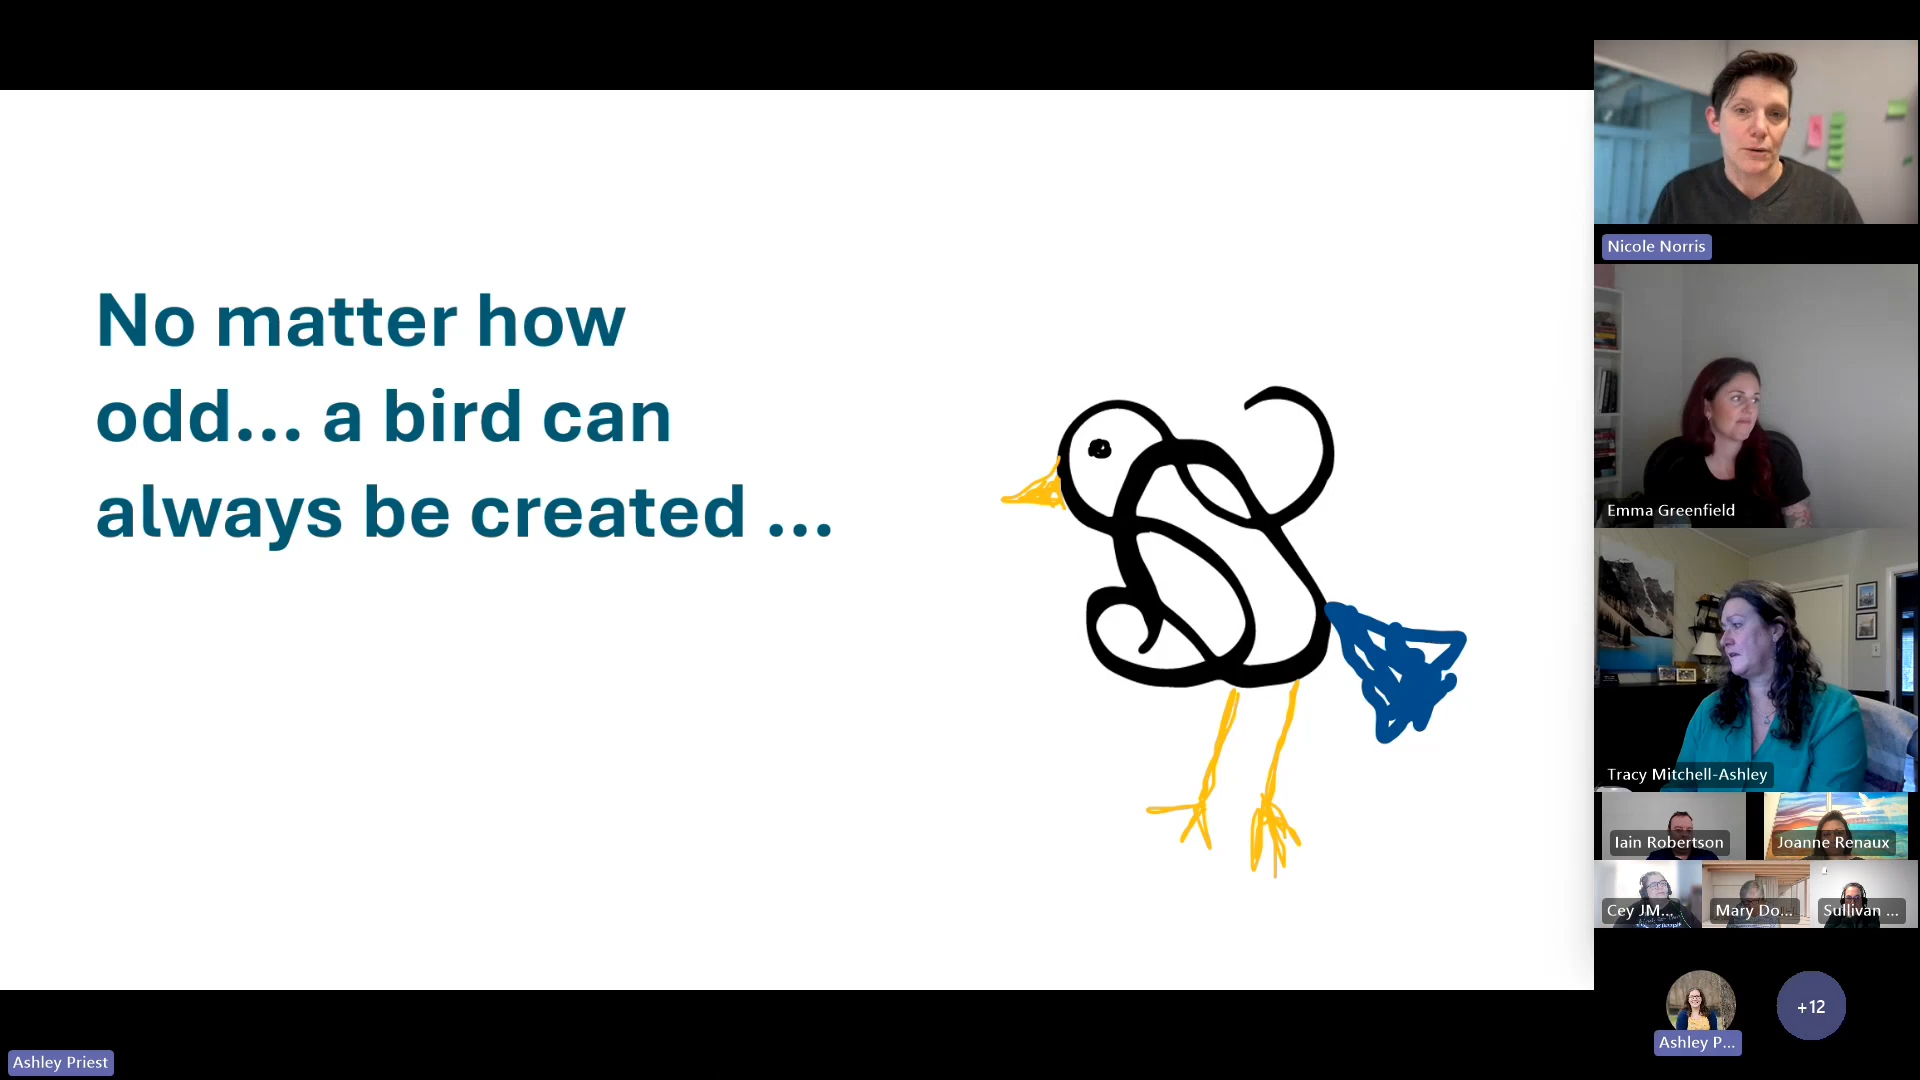 No matter how
odd... a bird can
always be created ...
Nicole Norris
Emma Greenfield
Tracy Mitchell-Ashley
Iain Robertson
Joanne Renaux
Cey JM...
Mary Do...
Sullivan ...
+12
Ashley P...
Ashley Priest